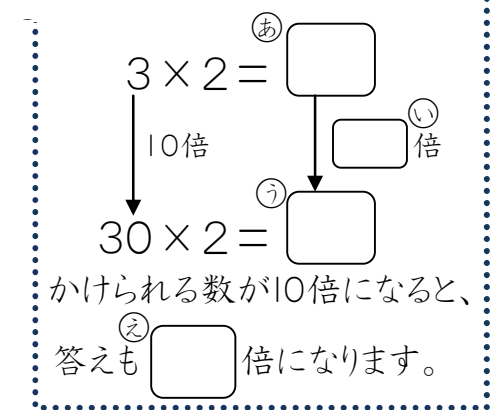 あ
3×2=
い
10倍
倍
う
30×2=
かけられる数が10倍になると、
え
答えも 倍になります。